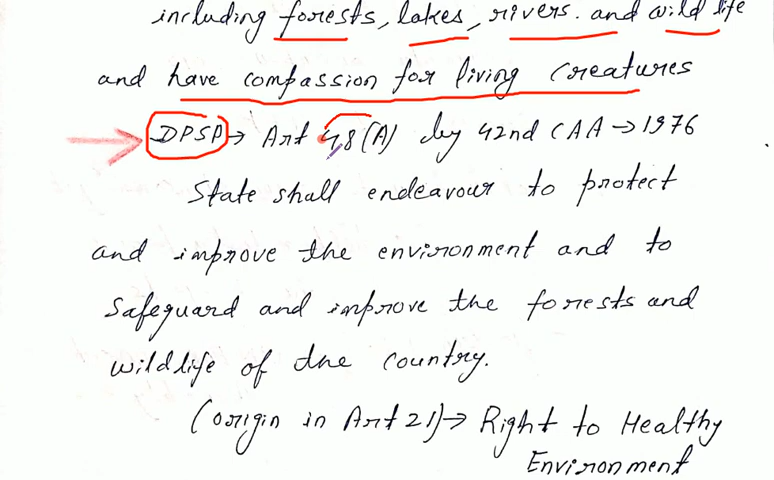 including forests, lakes, rivers. and wild life
and have compassion for living creatures
DPSP → Art 48(A) by 42nd CAA → 1976
State shall endeavour to protect
and improve the environment and to
safeguard and improve the forests and
wildlife of the country.
(origin in Art 21) → Right to Healthy
Environment